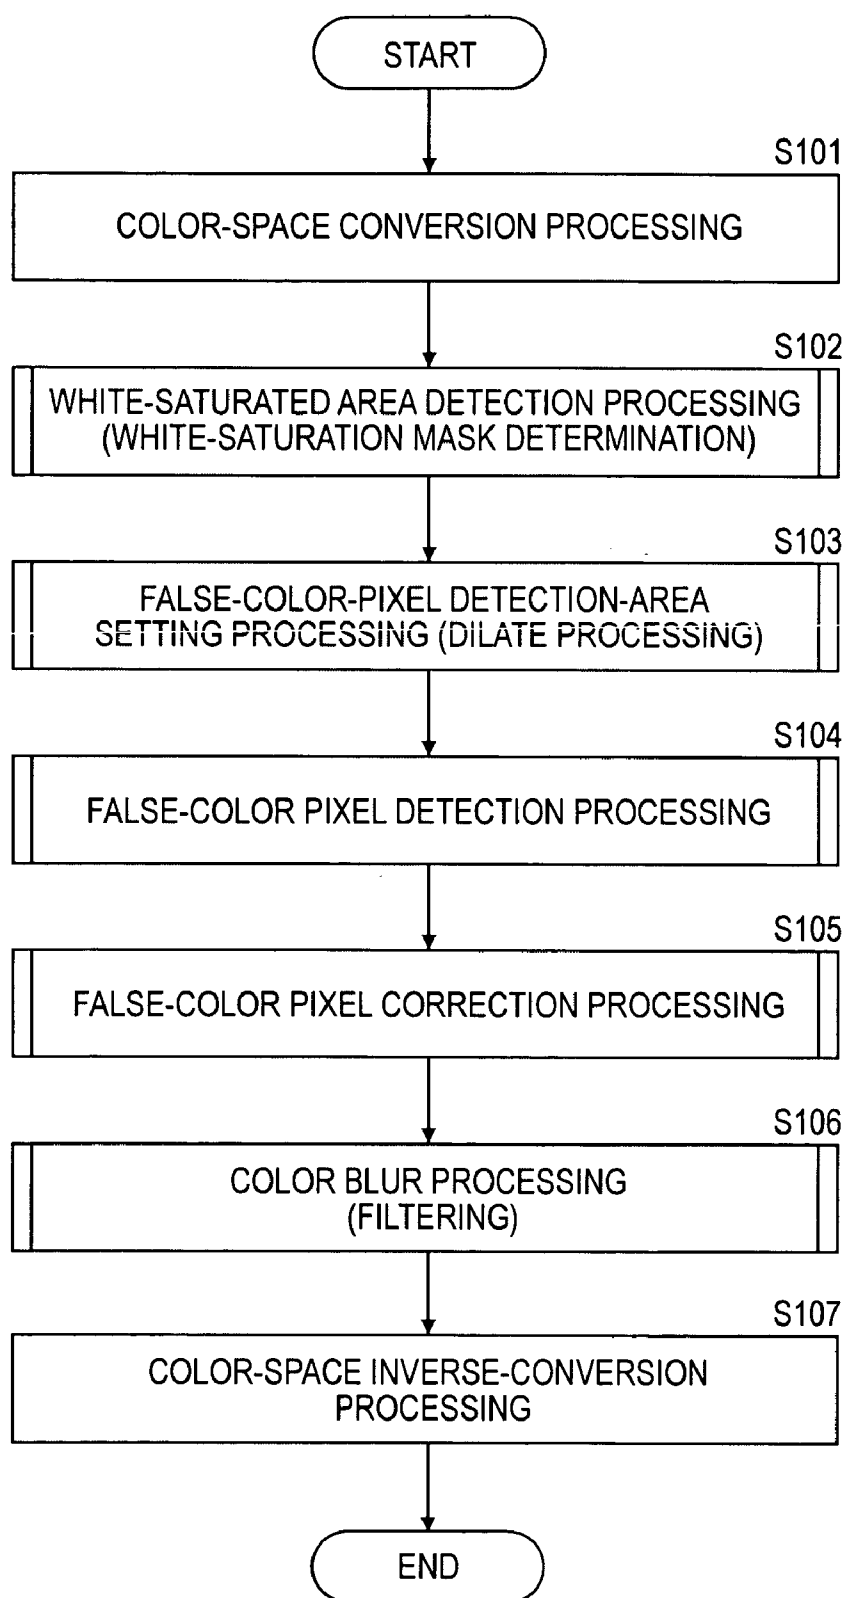 START
S101
COLOR-SPACE CONVERSION PROCESSING
S102
WHITE-SATURATED AREA DETECTION PROCESSING
(WHITE-SATURATION MASK DETERMINATION)
S103
FALSE-COLOR-PIXEL DETECTION-AREA
SETTING PROCESSING (DILATE PROCESSING)
S104
FALSE-COLOR PIXEL DETECTION PROCESSING
S105
FALSE-COLOR PIXEL CORRECTION PROCESSING
S106
COLOR BLUR PROCESSING
(FILTERING)
S107
COLOR-SPACE INVERSE-CONVERSION
PROCESSING
END